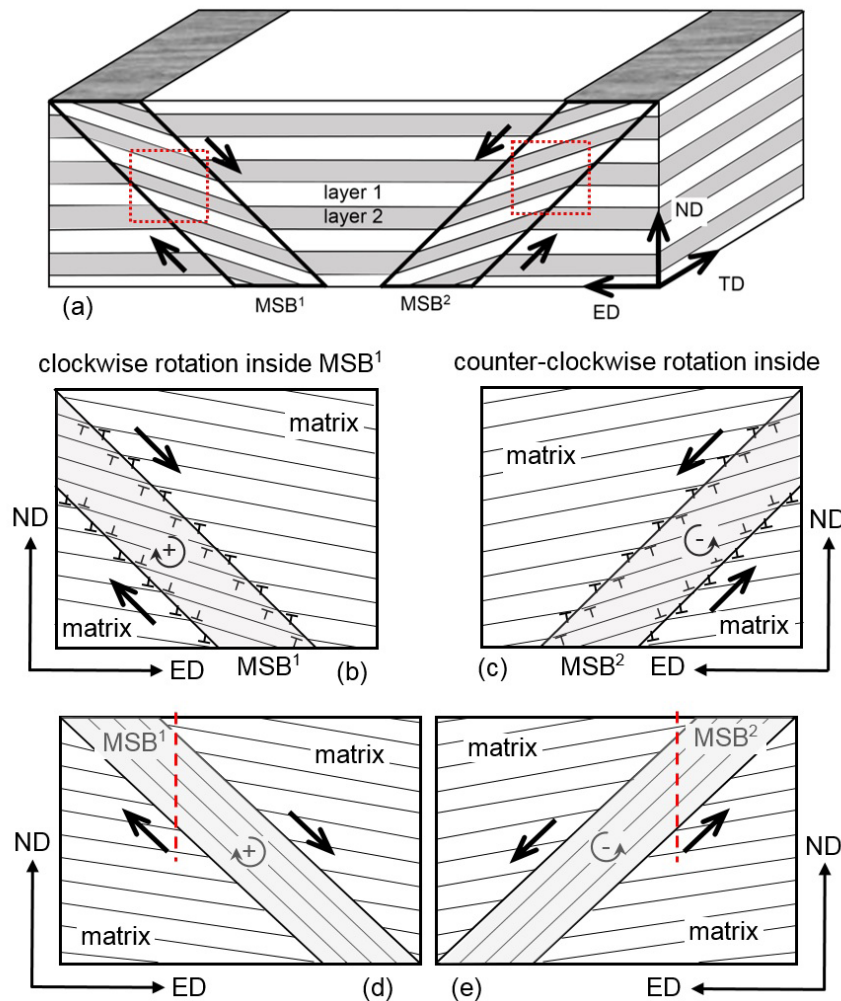 layer 1
layer 2
ND
TD
ED
(a)
MSB¹
MSB²
clockwise rotation inside MSB¹
counter-clockwise rotation inside
matrix
matrix
+
-
ND
ND
matrix
matrix
ED
MSB¹
(b)
(c)
MSB²
ED
MSB¹
matrix
matrix
MSB²
+
-
ND
ND
matrix
matrix
ED
(d)
(e)
ED